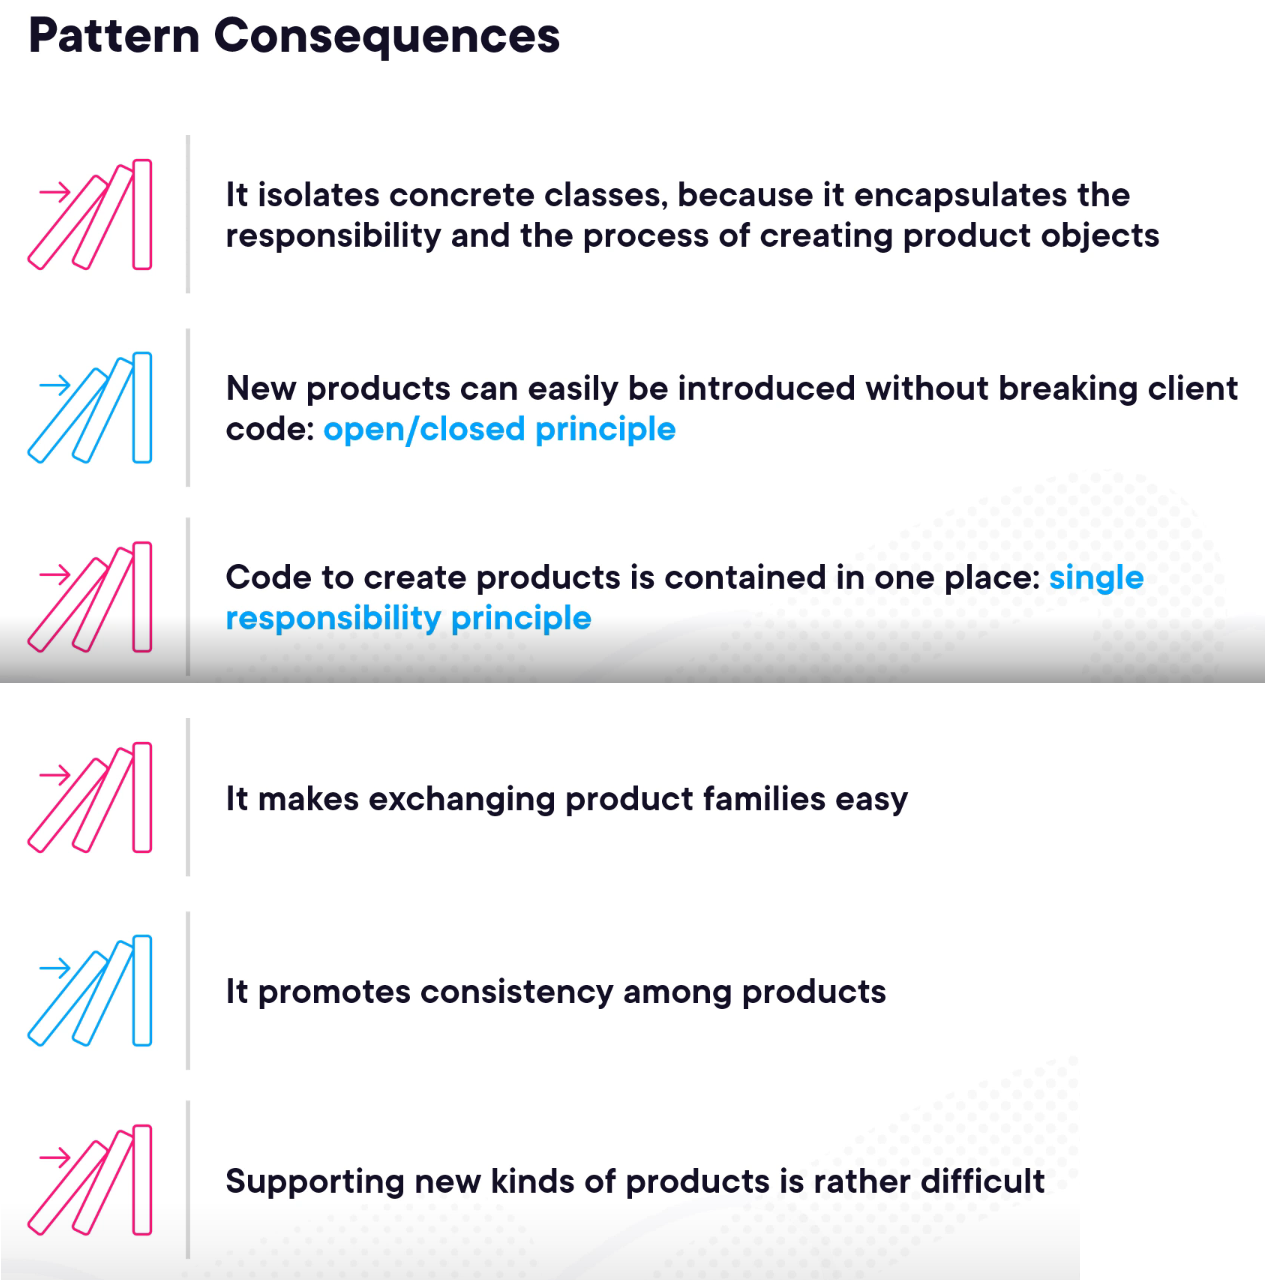 Pattern Consequences
It isolates concrete classes, because it encapsulates the
responsibility and the process of creating product objects
New products can easily be introduced without breaking client
code: open/closed principle
Code to create products is contained in one place: single
responsibility principle
It makes exchanging product families easy
It promotes consistency among products
Supporting new kinds of products is rather difficult